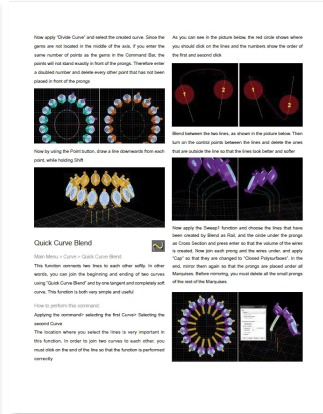 Now apply "Divide Curve" and select the created curve. Since the
gems are not located in the middle of the axis, if you enter the
same number of points as the gems in the Command Bar, the
points will not stand exactly in front of the prongs. Therefore enter
a doubled number and delete every other point that has not been
placed in front of the prongs
Now by using the Point button, draw a line downwards from each
point, while holding Shift
Quick Curve Blend
Main Menu > Curve > Quick Curve Blend
This function connects two lines to each other softly. In other
words, you can join the beginning and ending of two curves
using "Quick Curve Blend" and by one tangent and completely soft
curve. This function is both very simple and useful
How to perform this command:
Applying the command> selecting the first Curve> Selecting the
second Curve
The location where you select the lines is very important in
this function. In order to join two curves to each other, you
must click on the end of the line so that the function is performed
correctly.
As you can see in the picture below, the red circle shows where
you should click on the lines and the numbers show the order of
the first and second click
1
2
1
2
Blend between the two lines, as shown in the picture below. Then
turn on the control points between the lines and delete the ones
that are outside the line so that the lines look better and softer
Now apply the Sweep1 function and choose the lines that have
been created by Blend as Rail, and the circle under the prongs
as Cross Section and press enter so that the volume of the wires
is created. Now join each prong and the wires under, and apply
"Cap" so that they are changed to "Closed Polysurfaces". In the
end, mirror them again so that the prongs are placed under all
Marquises. Before mirroring, you must delete all the small prongs
of the rest of the Marquises